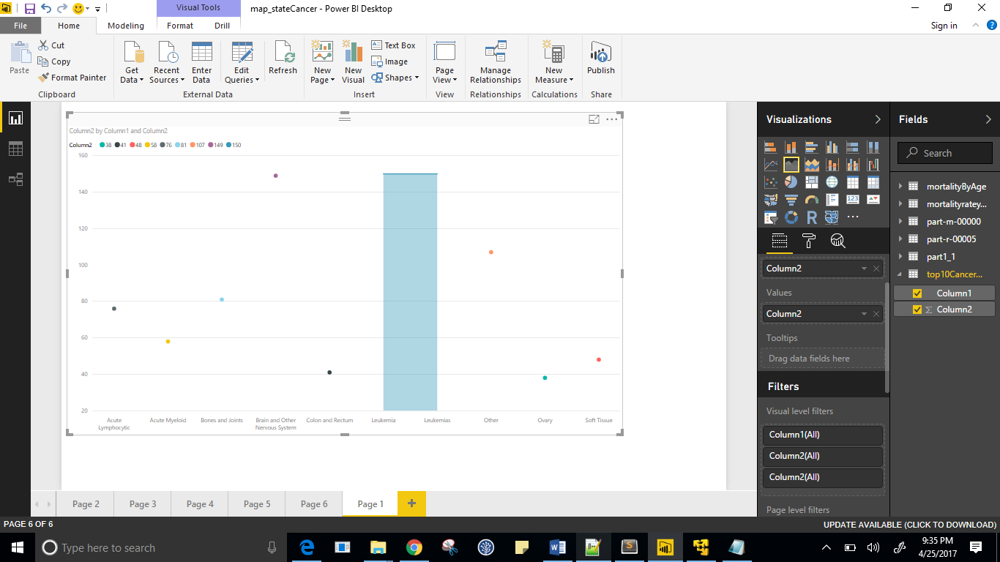 Visual Tools
map_stateCancer - Power BI Desktop
File
Home
Modeling
Format
Drill
Sign in
Paste
Cut
Copy
Format Painter
Clipboard
Get Data
Recent Sources
Enter Data
Edit Queries
Refresh
External Data
New Page
New Visual
Text Box
Image
Shapes
Insert
Page View
View
Manage Relationships
Relationships
New Measure
Calculations
Publish
Share
Column2 by Column1 and Column2
Column2 38 41 48 58 76 81 107 149 150
160
140
120
100
80
60
40
20
Acute Lymphocytic
Acute Myeloid
Bones and Joints
Brain and Other Nervous System
Colon and Rectum
Leukemia
Leukemias
Other
Ovary
Soft Tissue
Visualizations
123
R
Column2
Values
Column2
Tooltips
Drag data fields here
Filters
Visual level filters
Column1(All)
Column2(All)
Column2(All)
Page level filters
Fields
Search
mortalityByAge
mortalityratey...
part-m-00000
part-r-00005
part1_1
top10Cancer...
Column1
Σ Column2
Page 2
Page 3
Page 4
Page 5
Page 6
Page 1
+
PAGE 6 OF 6
UPDATE AVAILABLE (CLICK TO DOWNLOAD)
Type here to search
9:35 PM
4/25/2017